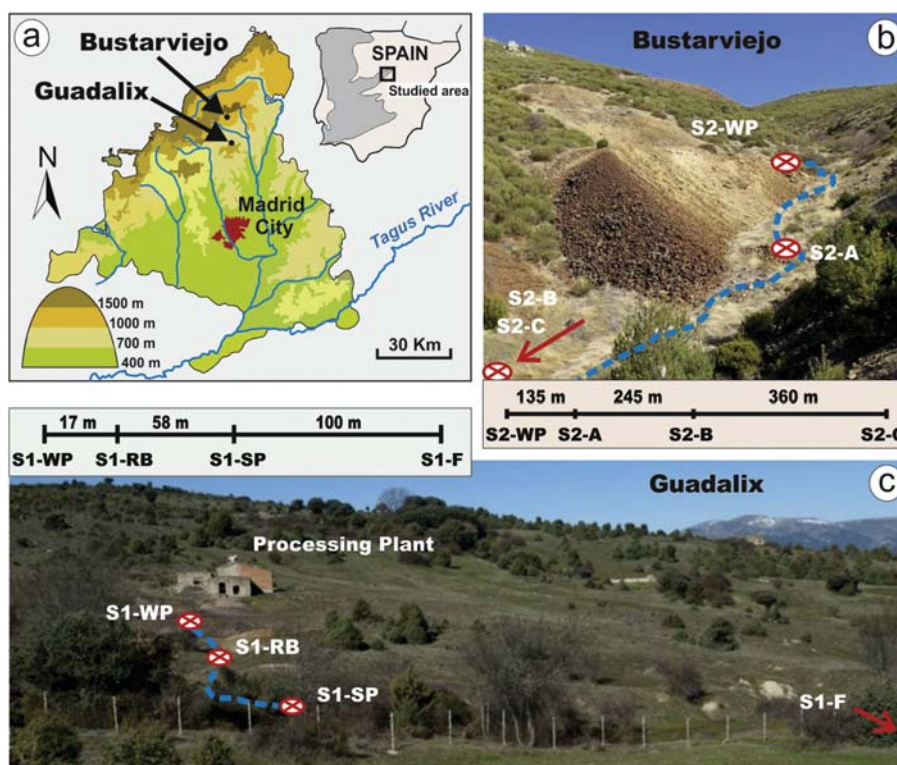 a
Bustarviejo
Guadalix
SPAIN
Studied area
N
Madrid
City
Tagus River
1500 m
1000 m
700 m
400 m
30 Km
Bustarviejo
b
S2-WP
S2-A
S2-B
S2-C
135 m 245 m 360 m
S2-WP S2-A S2-B S2-C
17 m 58 m 100 m
S1-WP S1-RB S1-SP S1-F
Guadalix
c
Processing Plant
S1-WP
S1-RB
S1-SP
S1-F